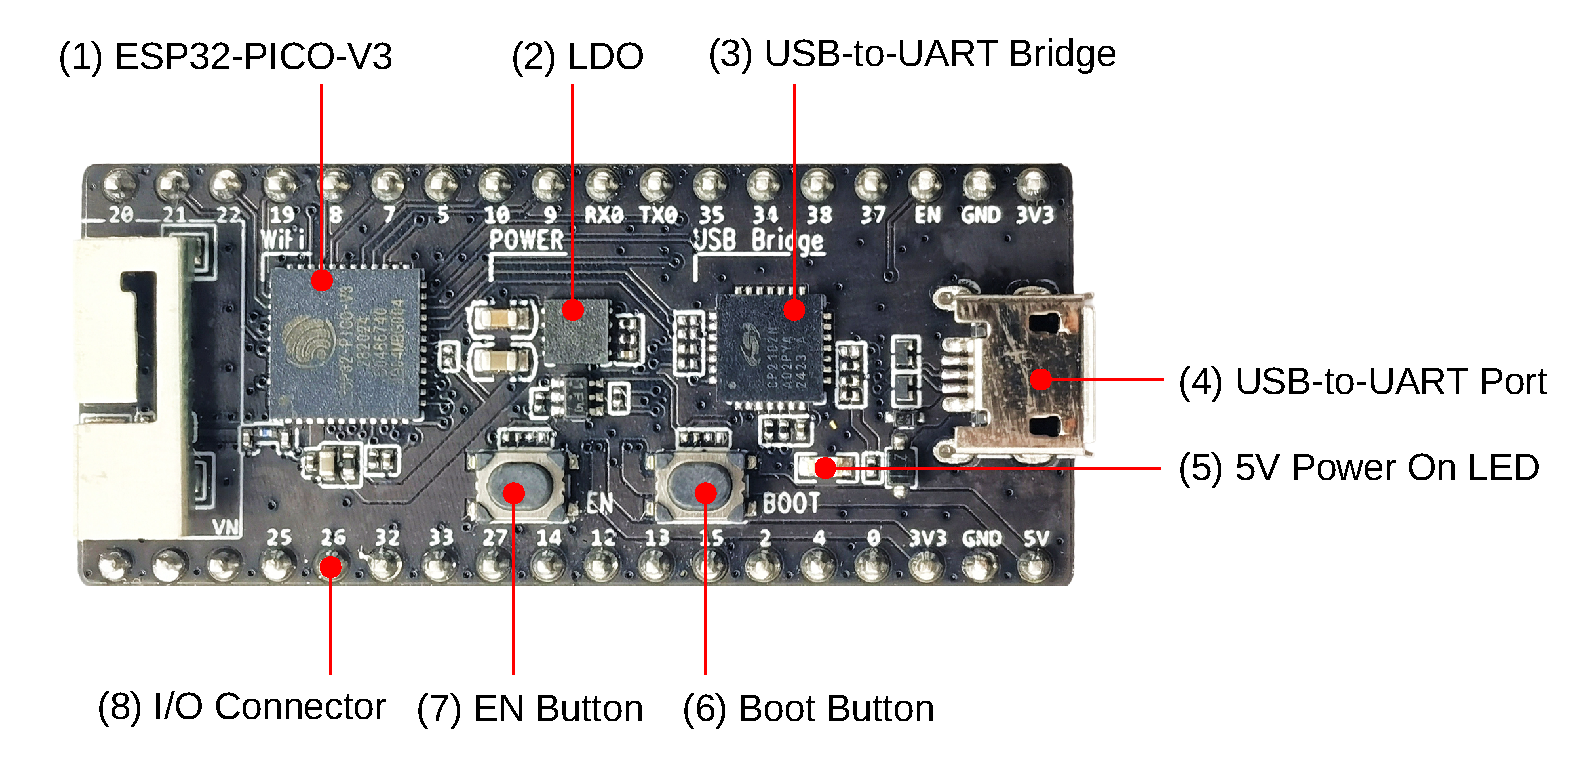 (1) ESP32-PICO-V3
(2) LDO
(3) USB-to-UART Bridge
20 21 22 19 8 7 5 10 9 RX0 TX0 35 34 38 37 EN GND 3V3
WiFi
POWER
USB Bridge
ESP32-PICO-V3
(4) USB-to-UART Port
(5) 5V Power On LED
EN
BOOT
VN
25 26 32 33 27 14 12 13 15 2 4 0 3V3 GND 5V
(8) I/O Connector
(7) EN Button
(6) Boot Button